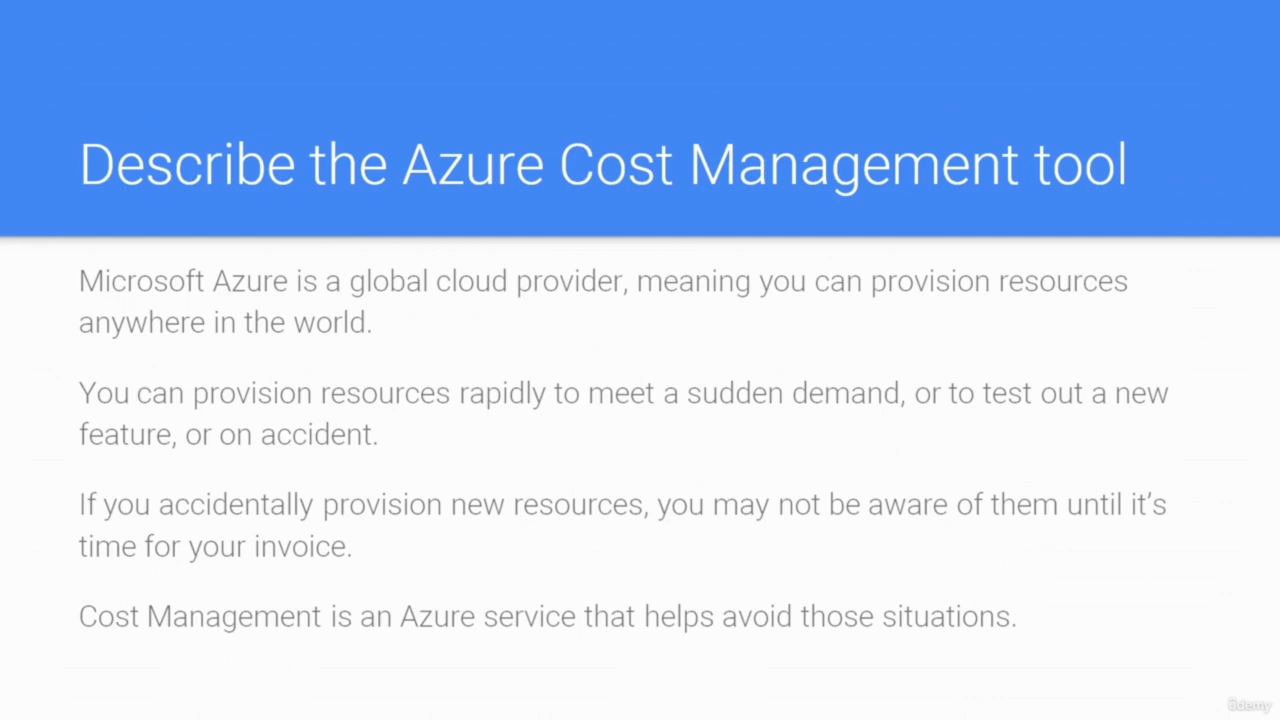 Describe the Azure Cost Management tool
Microsoft Azure is a global cloud provider, meaning you can provision resources
anywhere in the world.
You can provision resources rapidly to meet a sudden demand, or to test out a new
feature, or on accident.
If you accidentally provision new resources, you may not be aware of them until it’s
time for your invoice.
Cost Management is an Azure service that helps avoid those situations.
ûdemy